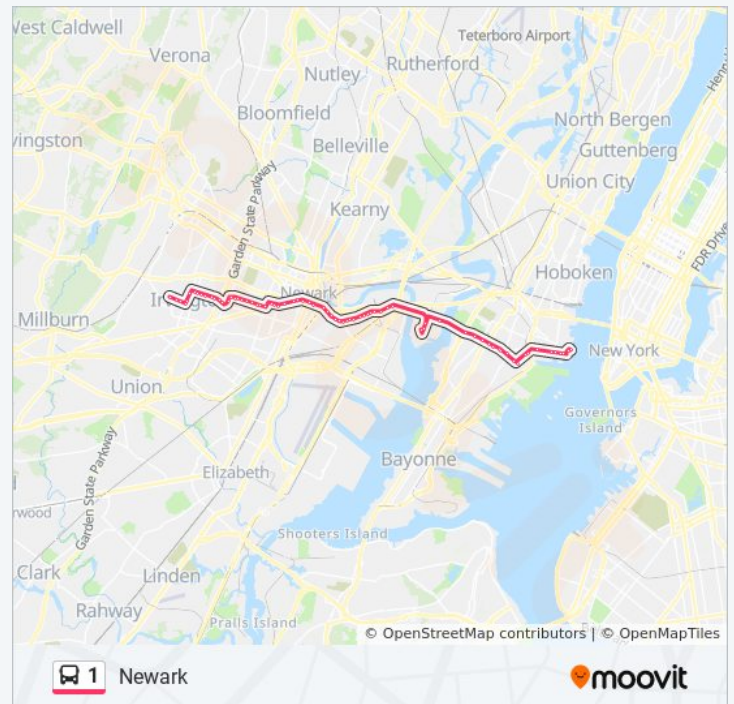 West Caldwell
Teterboro Airport
Verona
Rutherford
Nutley
Bloomfield
North Bergen
Guttenberg
Belleville
Union City
Garden State Parkway
Kearny
FDR Drive
Hoboken
Newark
Millburn
New York
Union
Governors
Island
Bayonne
Garden State Parkway
Elizabeth
Shooters Island
Clark
Linden
Rahway
Pralls Island
© OpenStreetMap contributors | © OpenMapTiles
1 Newark
moovit